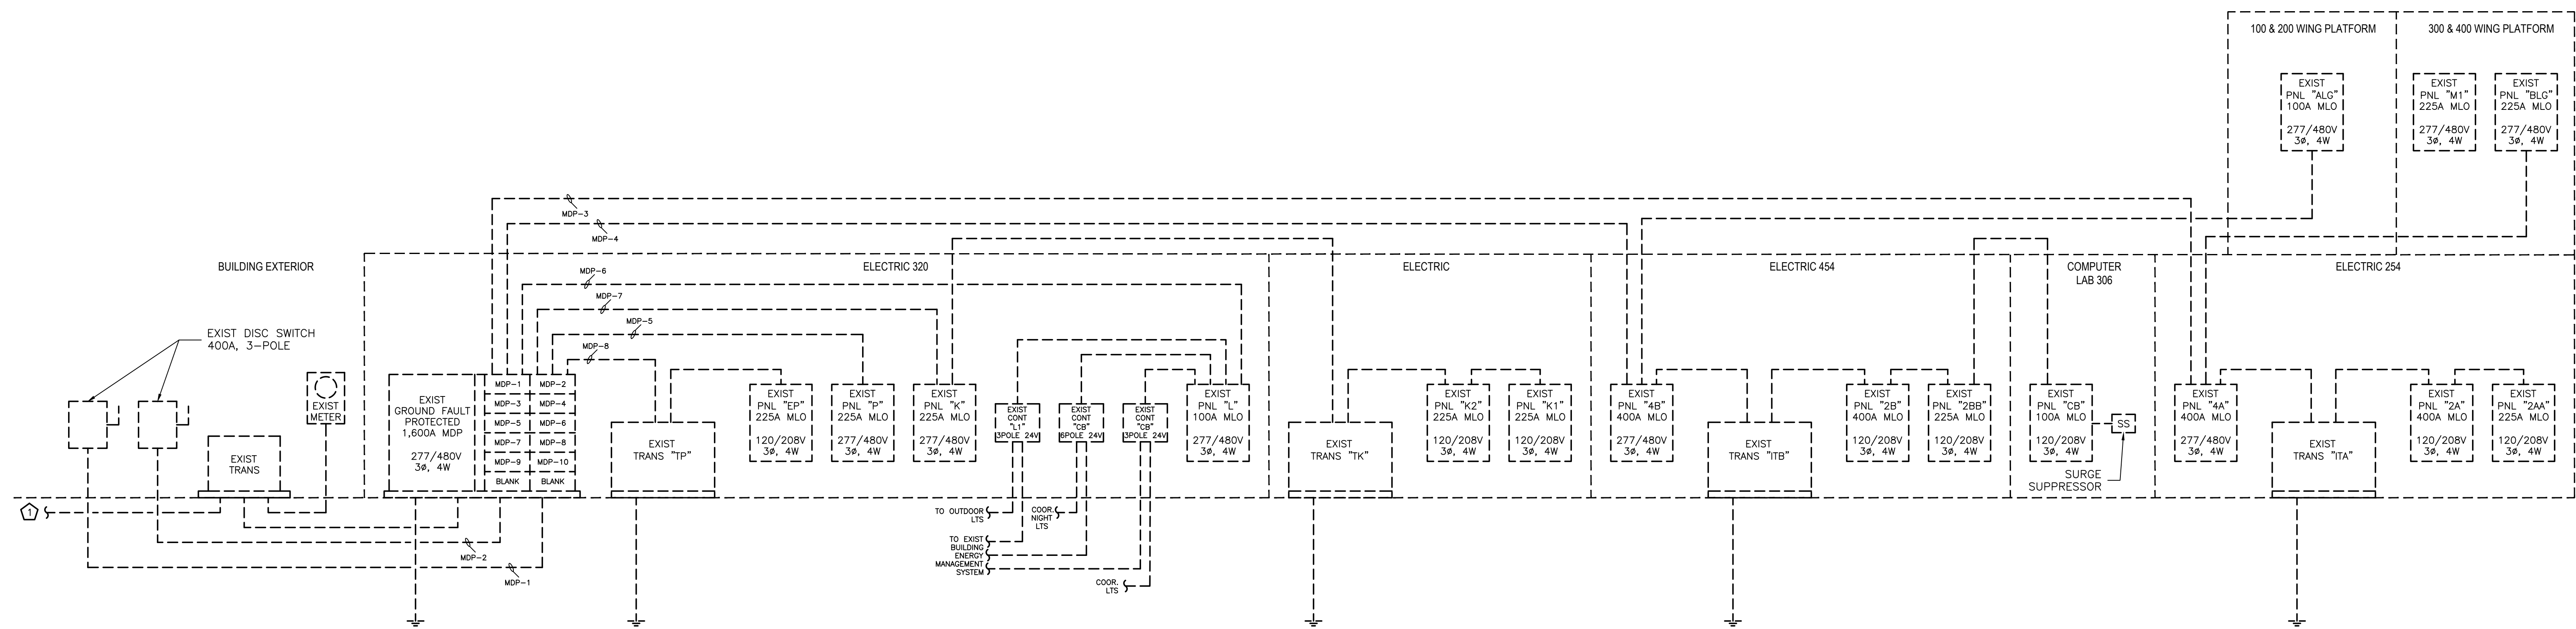 100 & 200 WING PLATFORM
300 & 400 WING PLATFORM
EXIST
PNL "ALG"
100A MLO
277/480V
3ø, 4W
EXIST
PNL "M1"
225A MLO
277/480V
3ø, 4W
EXIST
PNL "BLG"
225A MLO
277/480V
3ø, 4W
MDP-3
MDP-4
BUILDING EXTERIOR
ELECTRIC 320
ELECTRIC
ELECTRIC 454
COMPUTER
LAB 306
ELECTRIC 254
MDP-6
MDP-7
MDP-5
MDP-8
EXIST DISC SWITCH
400A, 3-POLE
EXIST
METER
EXIST
TRANS
EXIST
GROUND FAULT
PROTECTED
1,600A MDP
277/480V
3ø, 4W
MDP-1
MDP-2
MDP-3
MDP-4
MDP-5
MDP-6
MDP-7
MDP-8
MDP-9
MDP-10
BLANK
BLANK
EXIST
TRANS "TP"
EXIST
PNL "EP"
225A MLO
120/208V
3ø, 4W
EXIST
PNL "P"
225A MLO
277/480V
3ø, 4W
EXIST
PNL "K"
225A MLO
277/480V
3ø, 4W
EXIST
CONT
"L1"
3POLE 24V
EXIST
CONT
"CB"
6POLE 24V
EXIST
CONT
"CB"
3POLE 24V
EXIST
PNL "L"
100A MLO
277/480V
3ø, 4W
EXIST
TRANS "TK"
EXIST
PNL "K2"
225A MLO
120/208V
3ø, 4W
EXIST
PNL "K1"
225A MLO
120/208V
3ø, 4W
EXIST
PNL "4B"
400A MLO
277/480V
3ø, 4W
EXIST
TRANS "ITB"
EXIST
PNL "2B"
400A MLO
120/208V
3ø, 4W
EXIST
PNL "2BB"
225A MLO
120/208V
3ø, 4W
EXIST
PNL "CB"
100A MLO
120/208V
3ø, 4W
SS
SURGE
SUPPRESSOR
EXIST
PNL "4A"
400A MLO
277/480V
3ø, 4W
EXIST
TRANS "ITA"
EXIST
PNL "2A"
400A MLO
120/208V
3ø, 4W
EXIST
PNL "2AA"
225A MLO
120/208V
3ø, 4W
1
MDP-2
MDP-1
TO OUTDOOR
LTS
COOR.
NIGHT
LTS
TO EXIST
BUILDING
ENERGY
MANAGEMENT
SYSTEM
COOR.
LTS